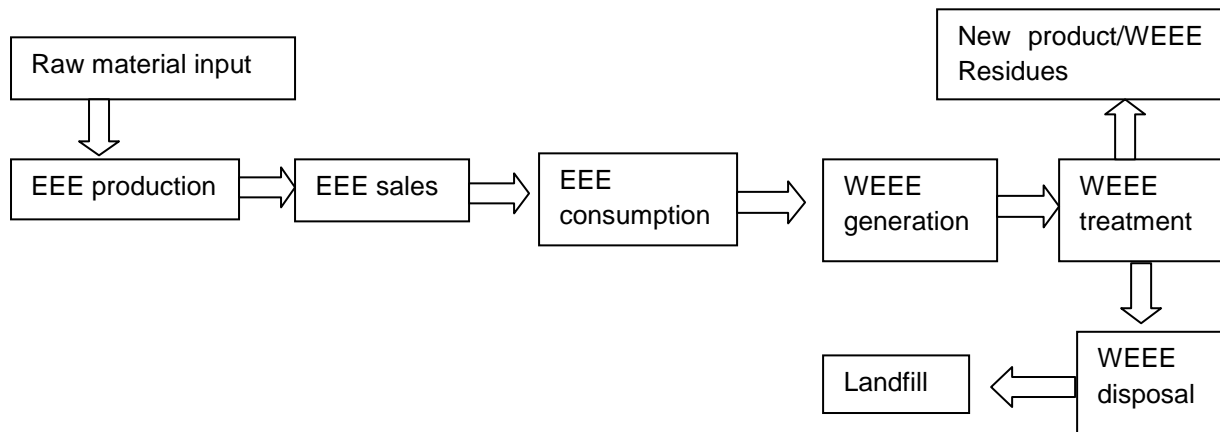 Raw material input
New product/WEEE
Residues
EEE production
EEE sales
EEE
consumption
WEEE
generation
WEEE
treatment
Landfill
WEEE
disposal